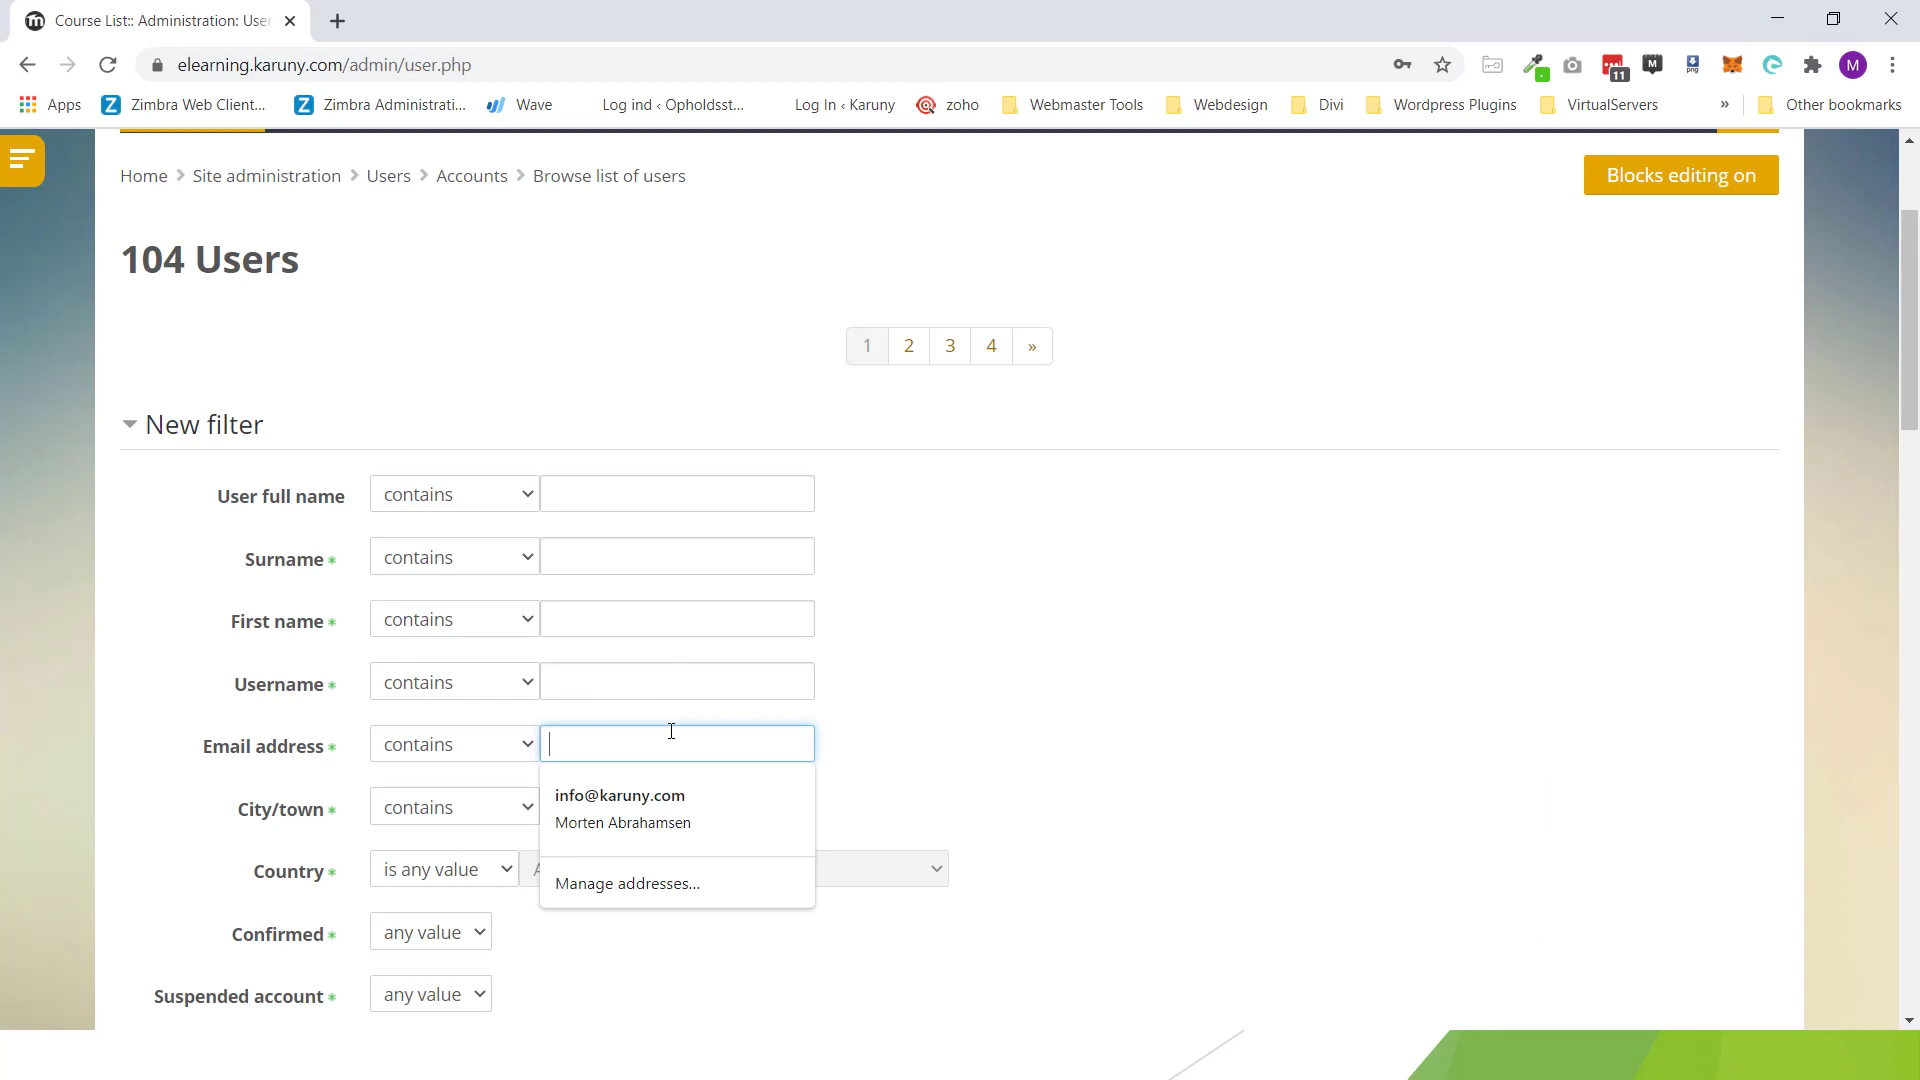 Course List:: Administration: User
elearning.karuny.com/admin/user.php
11
M
png
M
Apps
Zimbra Web Client...
Zimbra Administrati...
Wave
Log ind ‹ Opholdsst...
Log In ‹ Karuny
zoho
Webmaster Tools
Webdesign
Divi
Wordpress Plugins
VirtualServers
»
Other bookmarks
Home
Site administration
Users
Accounts
Browse list of users
Blocks editing on
104 Users
1 2 3 4 »
New filter
User full name contains
Surname contains
First name contains
Username contains
Email address contains
info@karuny.com
Morten Abrahamsen
City/town contains
Country is any value A
Manage addresses...
Confirmed any value
Suspended account any value